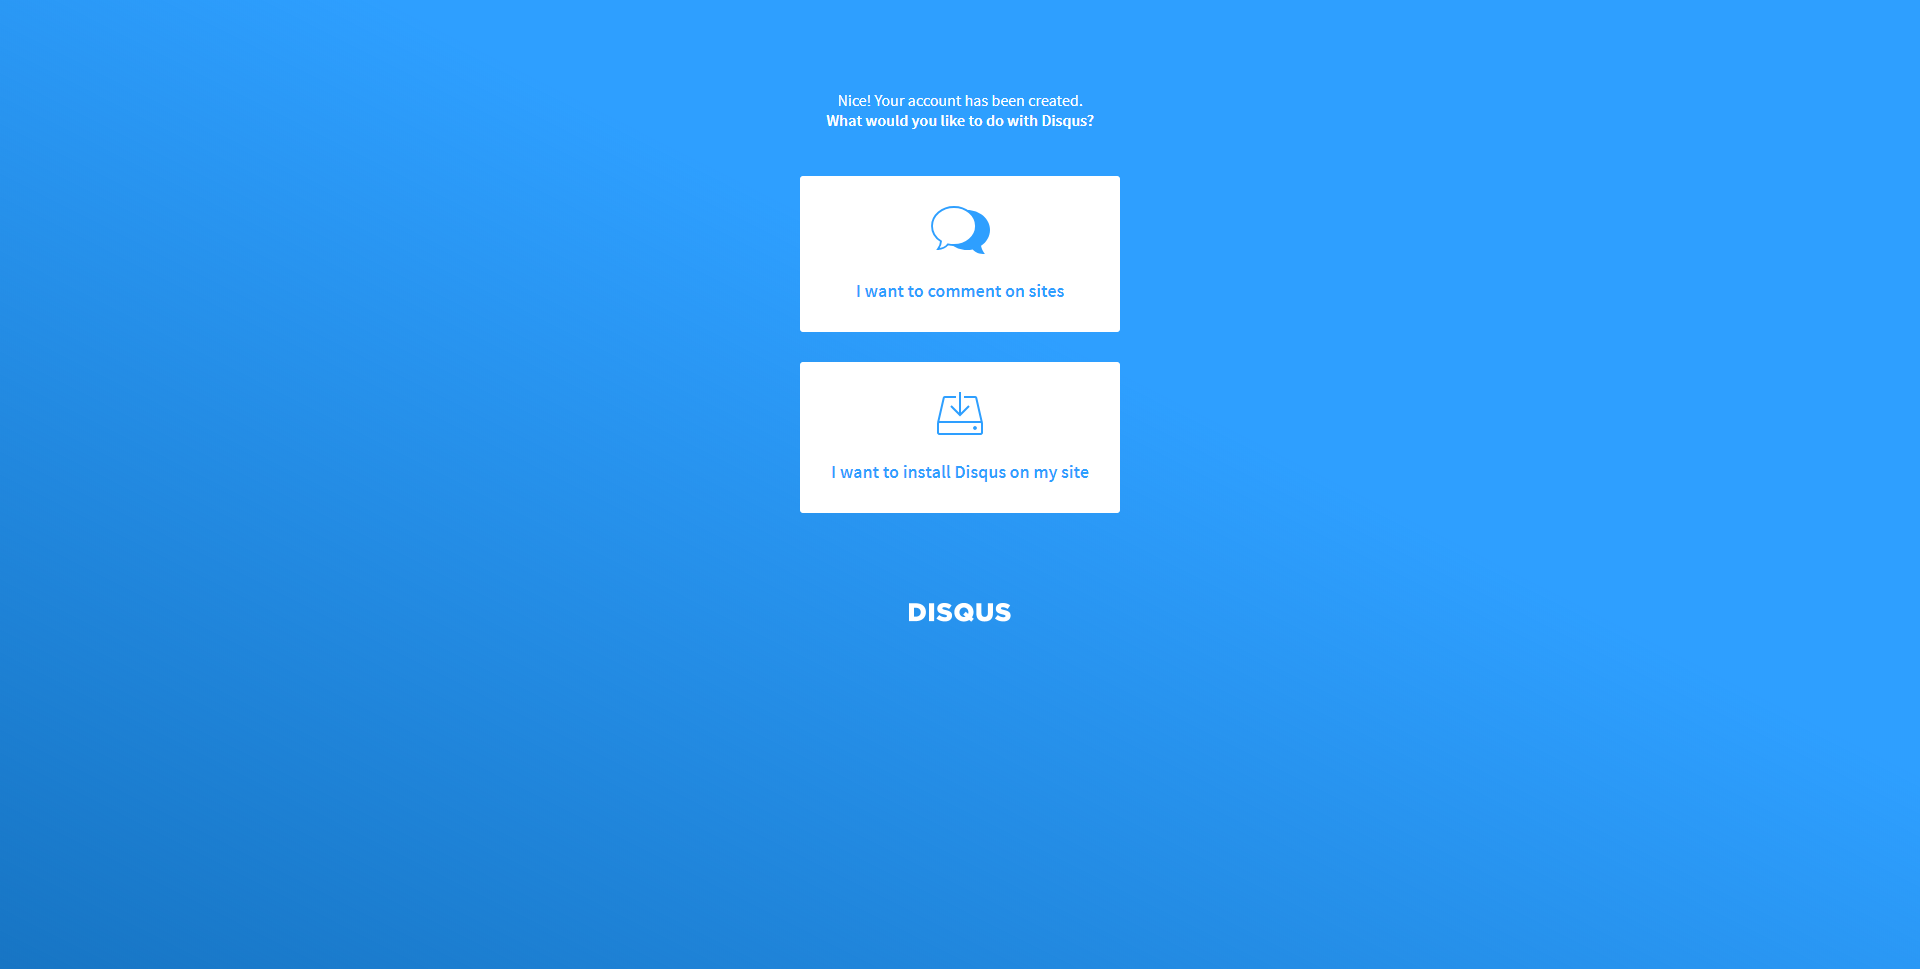 Nice! Your account has been created.
What would you like to do with Disqus?
I want to comment on sites
I want to install Disqus on my site
DISQUS